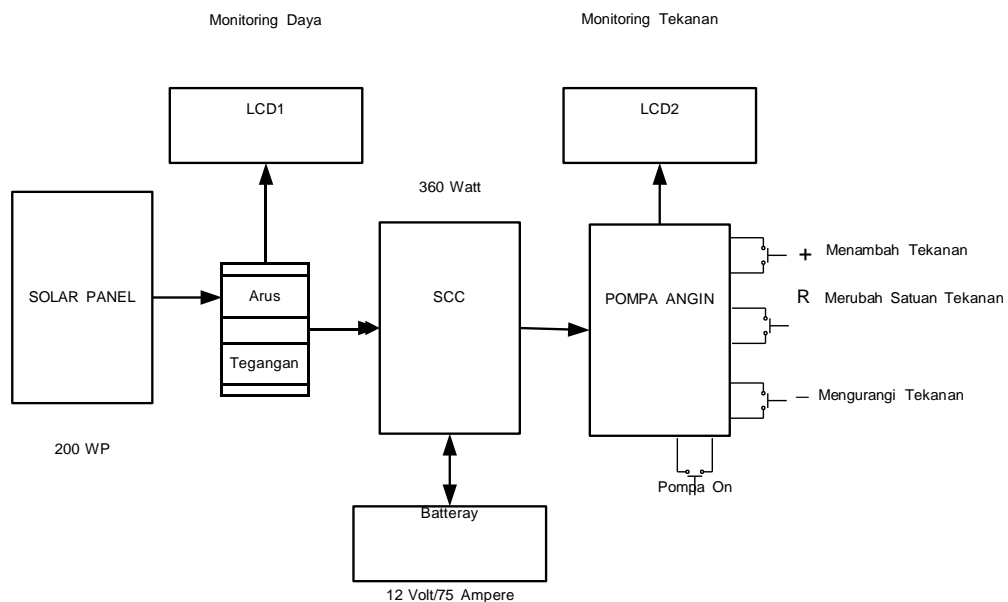 Monitoring Daya
Monitoring Tekanan
LCD1
LCD2
360 Watt
SOLAR PANEL
Arus
Tegangan
SCC
POMPA ANGIN
+ Menambah Tekanan
R Merubah Satuan Tekanan
– Mengurangi Tekanan
200 WP
Pompa On
Batteray
12 Volt/75 Ampere